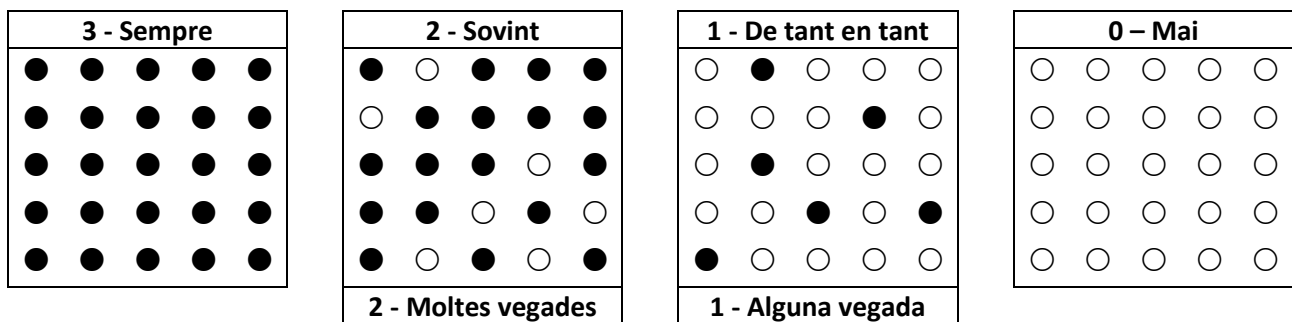 3 - Sempre
2 - Sovint
1 - De tant en tant
0 – Mai
2 - Moltes vegades
1 - Alguna vegada